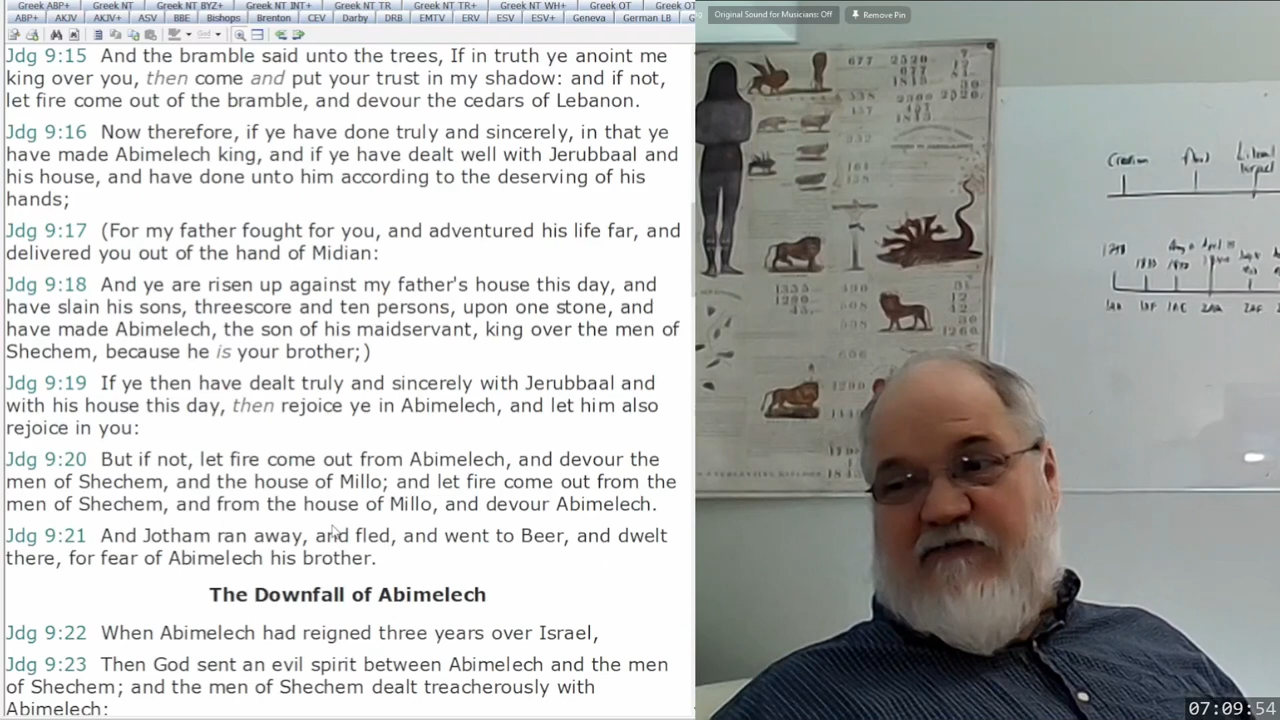 Greek ABP+ Greek NT Greek NT BYZ+ Greek NT INT+ Greek NT TR Greek NT TR+ Greek NT WH+ Greek OT Greek
ABP+ AKJV AKJV+ ASV BBE Bishops Brenton CEV Darby DRB EMTV ERV ESV ESV+ Geneva German LB
Original Sound for Musicians: Off Remove Pin
Jdg 9:15 And the bramble said unto the trees, If in truth ye anoint me
king over you, then come and put your trust in my shadow: and if not,
let fire come out of the bramble, and devour the cedars of Lebanon.
Jdg 9:16 Now therefore, if ye have done truly and sincerely, in that ye
have made Abimelech king, and if ye have dealt well with Jerubbaal and
his house, and have done unto him according to the deserving of his
hands;
Jdg 9:17 (For my father fought for you, and adventured his life far, and
delivered you out of the hand of Midian:
Jdg 9:18 And ye are risen up against my father's house this day, and
have slain his sons, threescore and ten persons, upon one stone, and
have made Abimelech, the son of his maidservant, king over the men of
Shechem, because he is your brother;)
Jdg 9:19 If ye then have dealt truly and sincerely with Jerubbaal and
with his house this day, then rejoice ye in Abimelech, and let him also
rejoice in you:
Jdg 9:20 But if not, let fire come out from Abimelech, and devour the
men of Shechem, and the house of Millo; and let fire come out from the
men of Shechem, and from the house of Millo, and devour Abimelech.
Jdg 9:21 And Jotham ran away, and fled, and went to Beer, and dwelt
there, for fear of Abimelech his brother.
The Downfall of Abimelech
Jdg 9:22 When Abimelech had reigned three years over Israel,
Jdg 9:23 Then God sent an evil spirit between Abimelech and the men
of Shechem; and the men of Shechem dealt treacherously with
Abimelech:
677 2520
677
1843
538 2300
157 457
1843
1335
1290
45
490
508
1260
1843
Creation Flood
1798
07:09:54